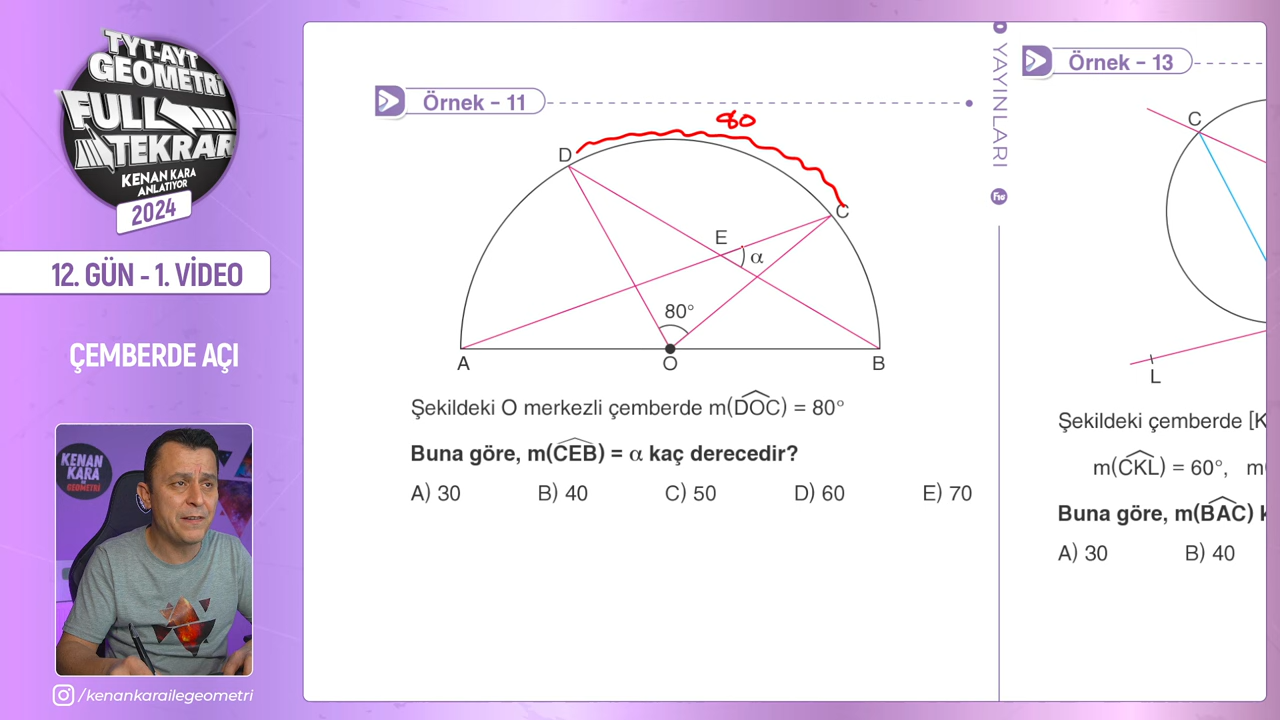 TYT-AYT
GEOMETRİ
FULL
TEKRAR
KENAN KARA
ANLATIYOR
2024
12. GÜN - 1. VİDEO
ÇEMBERDE AÇI
KENAN
KARA
GEOMETRİ
/kenankarailegeometri
Örnek – 11
80
D
C
E
α
80°
A
O
B
Şekildeki O merkezli çemberde m(DOC) = 80°
Buna göre, m(CEB) = α kaç derecedir?
A) 30 B) 40 C) 50 D) 60 E) 70
YAYINLARI
Örnek – 13
C
L
Şekildeki çemberde [K
m(CKL) = 60°, m(
Buna göre, m(BAC) k
A) 30 B) 40